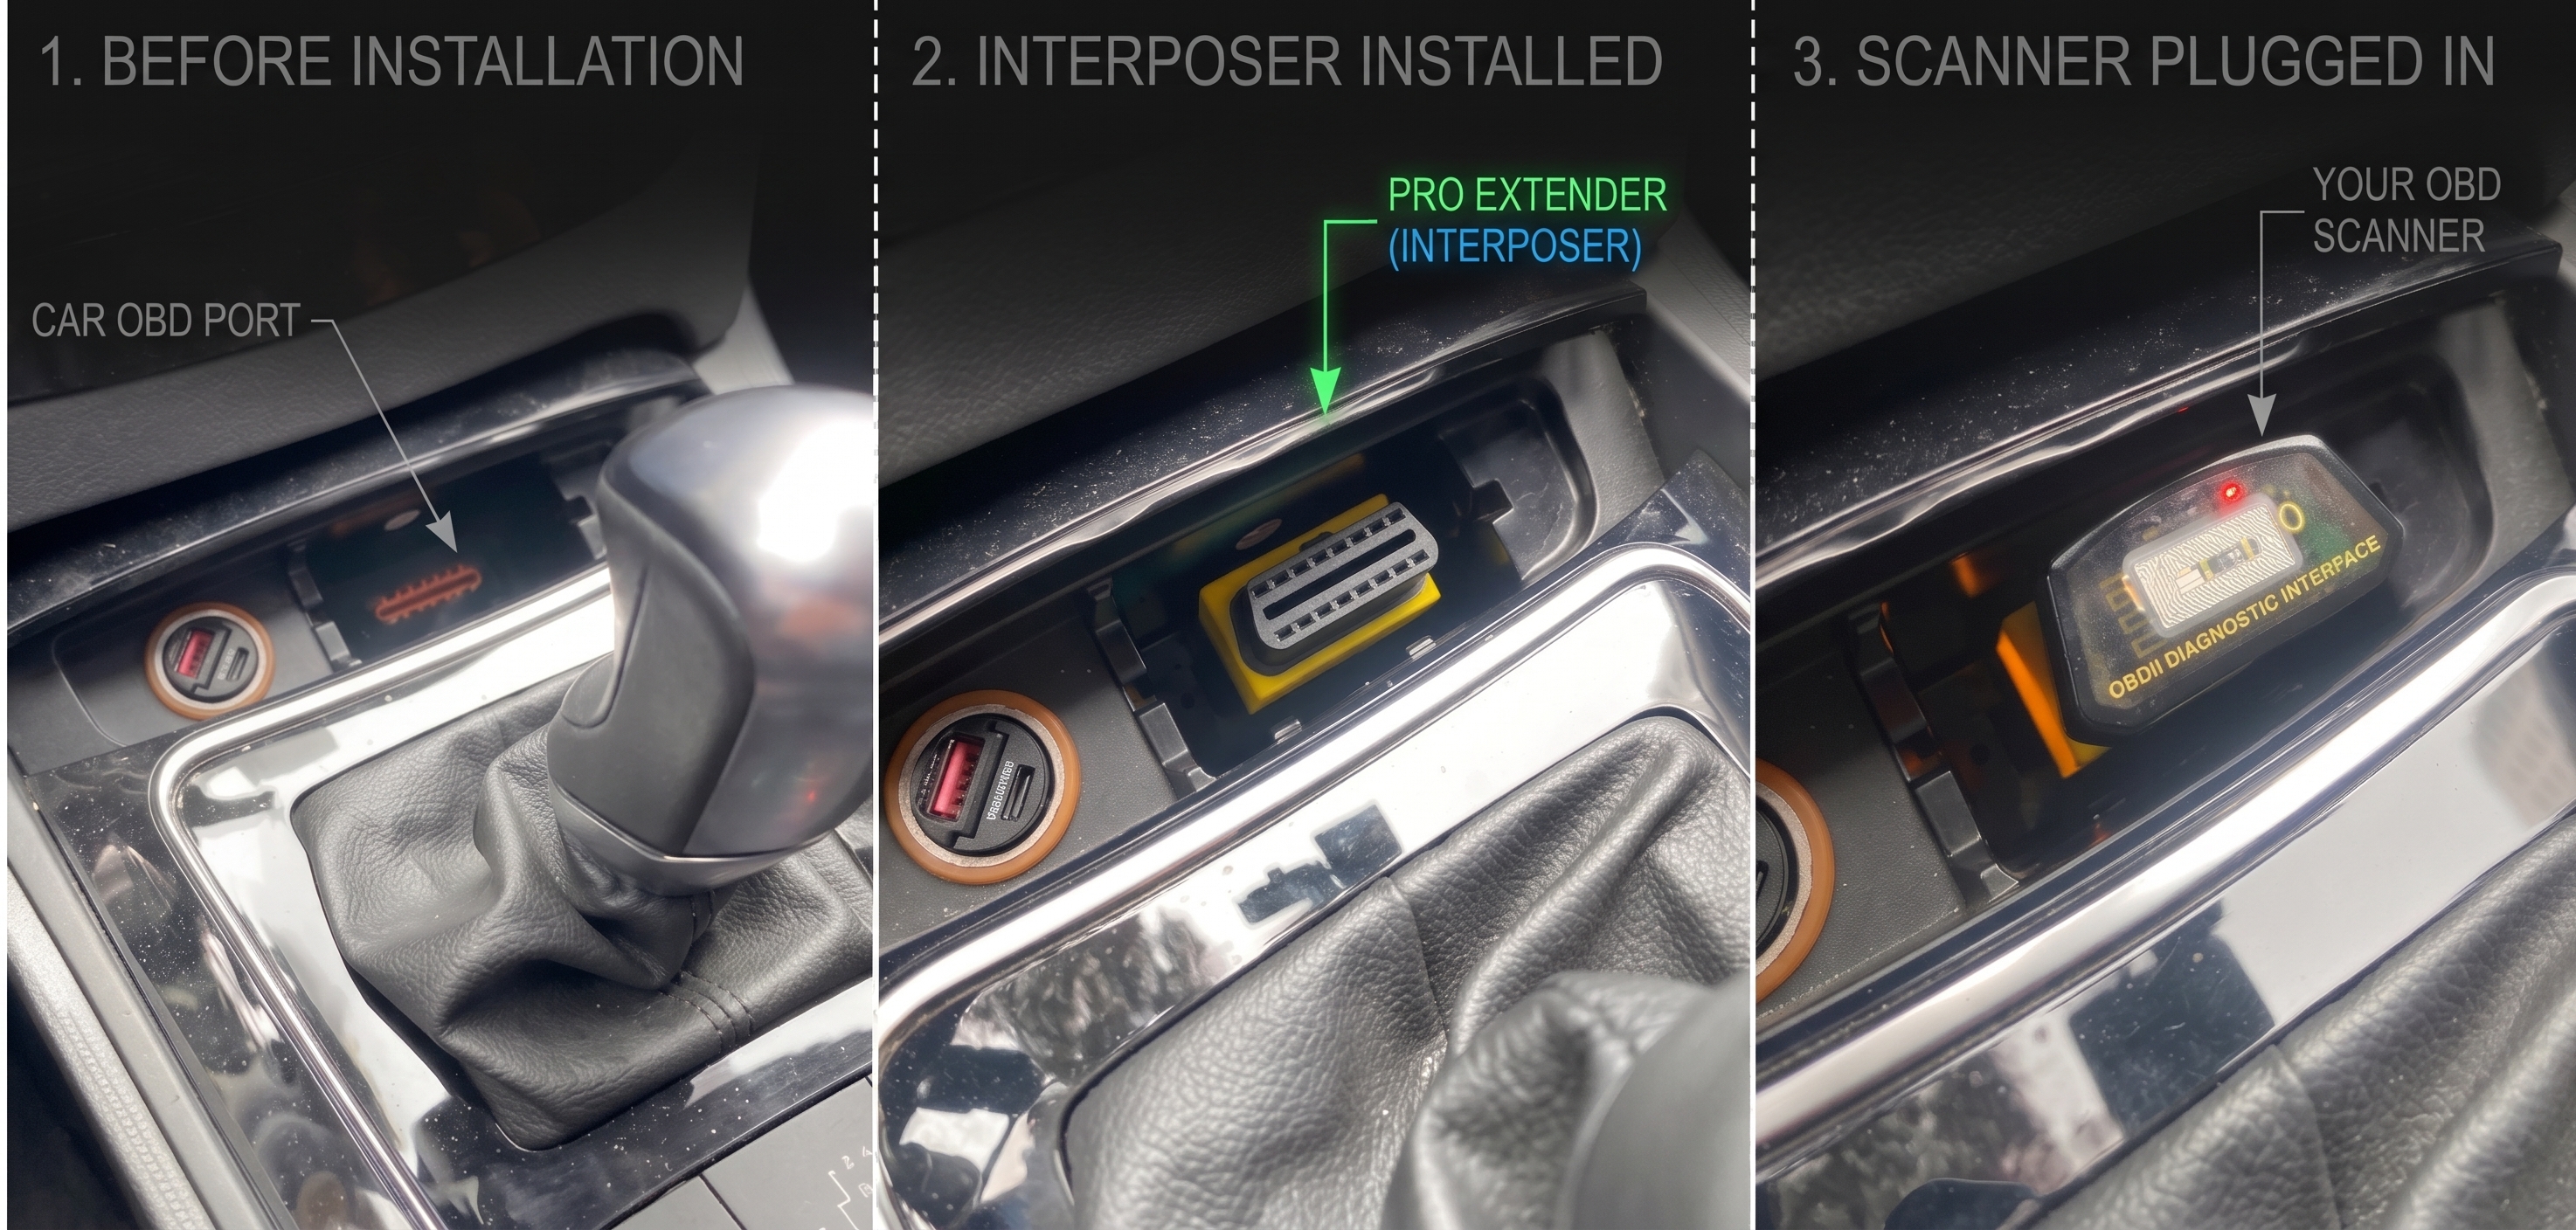 1. BEFORE INSTALLATION
CAR OBD PORT
2. INTERPOSER INSTALLED
PRO EXTENDER
(INTERPOSER)
3. SCANNER PLUGGED IN
YOUR OBD
SCANNER
OBDII DIAGNOSTIC INTERFACE